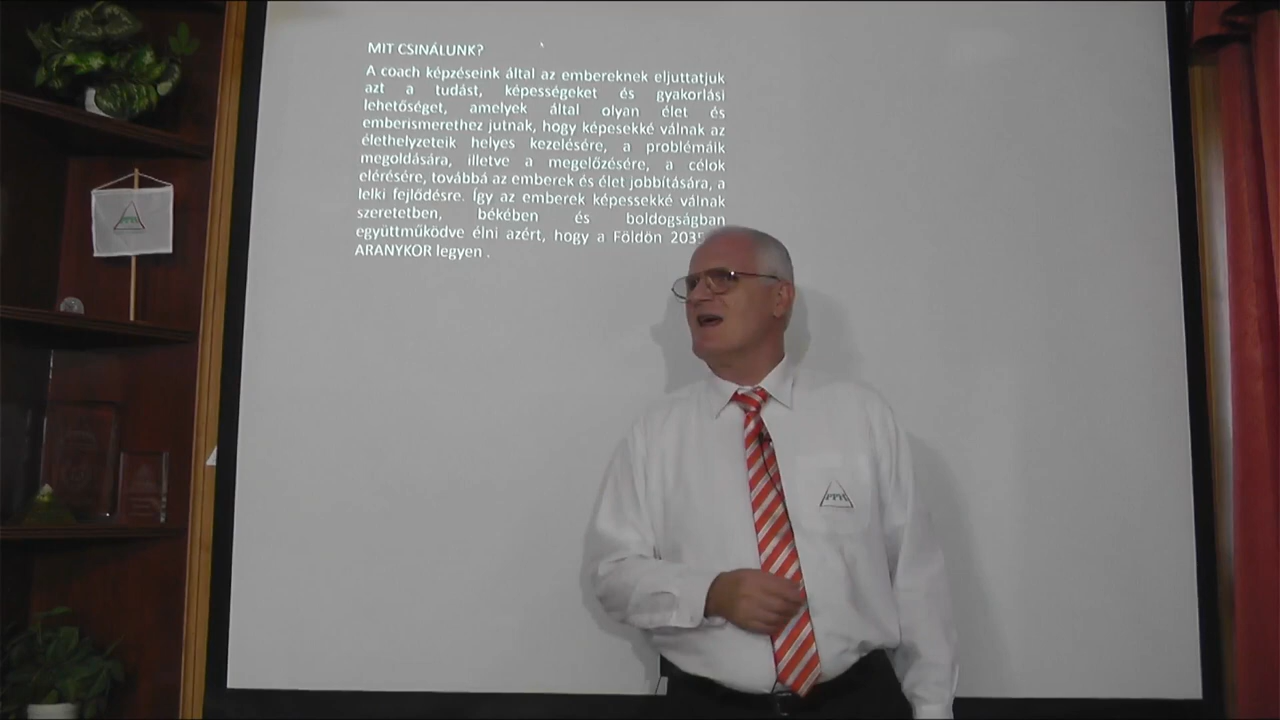 MIT CSINÁLUNK?
A coach képzéseink által az embereknek eljuttatjuk
azt a tudást, képességeket és gyakorlási
lehetőséget, amelyek által olyan élet és
emberismerethez jutnak, hogy képesekké válnak az
élethelyzeteik helyes kezelésére, a problémáik
megoldására, illetve a megelőzésére, a célok
elérésére, továbbá az emberek és élet jobbítására, a
lelki fejlődésre. Így az emberek képessekké válnak
szeretetben, békében és boldogságban
együttműködve élni azért, hogy a Földön 2035
ARANYKOR legyen .